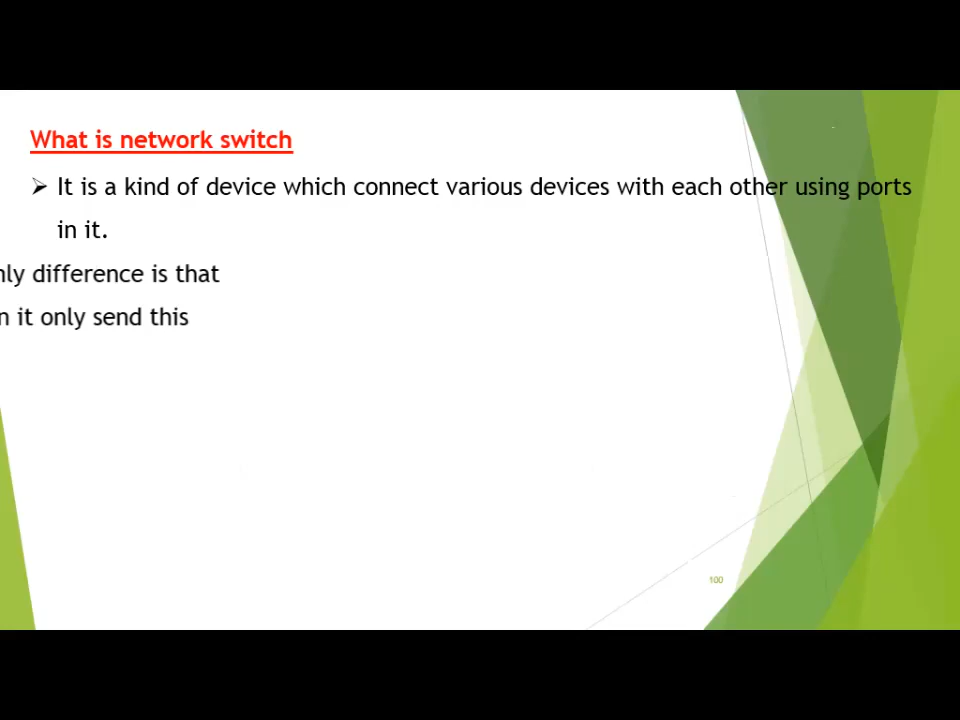 What is network switch
➢ It is a kind of device which connect various devices with each other using ports
in it.
nly difference is that
n it only send this
100